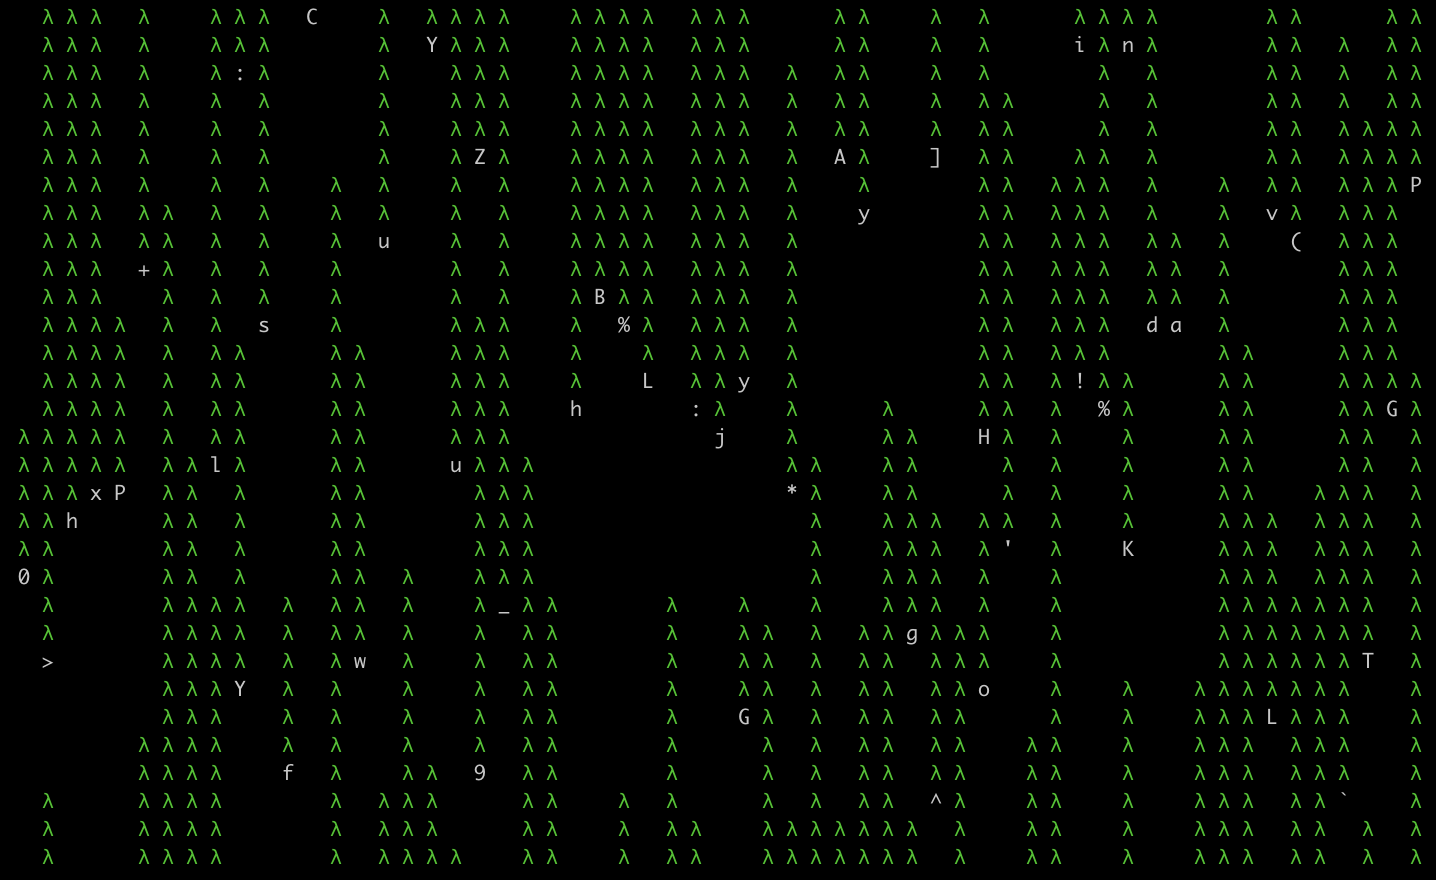 λ λ λ λ λ λ λ C λ λ λ λ λ λ λ λ λ λ λ λ λ λ λ λ λ λ λ λ λ λ λ λ
λ λ λ λ λ λ λ λ Y λ λ λ λ λ λ λ λ λ λ λ λ λ λ i λ n λ λ λ λ λ λ
λ λ λ λ λ : λ λ λ λ λ λ λ λ λ λ λ λ λ λ λ λ λ λ λ λ λ λ λ λ
λ λ λ λ λ λ λ λ λ λ λ λ λ λ λ λ λ λ λ λ λ λ λ λ λ λ λ λ λ λ
λ λ λ λ λ λ λ λ λ λ λ λ λ λ λ λ λ λ λ λ λ λ λ λ λ λ λ λ λ λ λ
λ λ λ λ λ λ λ λ Z λ λ λ λ λ λ λ λ λ A λ ] λ λ λ λ λ λ λ λ λ λ λ
λ λ λ λ λ λ λ λ λ λ λ λ λ λ λ λ λ λ λ λ λ λ λ λ λ λ λ λ λ λ λ P
λ λ λ λ λ λ λ λ λ λ λ λ λ λ λ λ λ λ λ y λ λ λ λ λ λ λ v λ λ λ λ
λ λ λ λ λ λ λ λ u λ λ λ λ λ λ λ λ λ λ λ λ λ λ λ λ λ λ ( λ λ λ
λ λ λ + λ λ λ λ λ λ λ λ λ λ λ λ λ λ λ λ λ λ λ λ λ λ λ λ λ
λ λ λ λ λ λ λ λ λ λ B λ λ λ λ λ λ λ λ λ λ λ λ λ λ λ λ λ
λ λ λ λ λ λ s λ λ λ λ λ % λ λ λ λ λ λ λ λ λ λ d a λ λ λ λ
λ λ λ λ λ λ λ λ λ λ λ λ λ λ λ λ λ λ λ λ λ λ λ λ λ λ λ λ
λ λ λ λ λ λ λ λ λ λ λ λ λ L λ λ y λ λ λ λ ! λ λ λ λ λ λ λ λ
λ λ λ λ λ λ λ λ λ λ λ λ h : λ λ λ λ λ λ % λ λ λ λ λ G λ
λ λ λ λ λ λ λ λ λ λ λ λ λ j λ λ λ H λ λ λ λ λ λ λ λ
λ λ λ λ λ λ λ l λ λ λ u λ λ λ λ λ λ λ λ λ λ λ λ λ λ λ
λ λ λ x P λ λ λ λ λ λ λ λ * λ λ λ λ λ λ λ λ λ λ λ λ
λ λ h λ λ λ λ λ λ λ λ λ λ λ λ λ λ λ λ λ λ λ λ λ λ λ
λ λ λ λ λ λ λ λ λ λ λ λ λ λ λ ' λ K λ λ λ λ λ λ λ
0 λ λ λ λ λ λ λ λ λ λ λ λ λ λ λ λ λ λ λ λ λ λ λ
λ λ λ λ λ λ λ λ λ λ _ λ λ λ λ λ λ λ λ λ λ λ λ λ λ λ λ λ λ
λ λ λ λ λ λ λ λ λ λ λ λ λ λ λ λ λ λ λ g λ λ λ λ λ λ λ λ λ λ λ λ
> λ λ λ λ λ λ w λ λ λ λ λ λ λ λ λ λ λ λ λ λ λ λ λ λ λ λ T λ
λ λ λ Y λ λ λ λ λ λ λ λ λ λ λ λ λ λ λ o λ λ λ λ λ λ λ λ λ λ
λ λ λ λ λ λ λ λ λ λ G λ λ λ λ λ λ λ λ λ λ λ λ L λ λ λ λ
λ λ λ λ λ λ λ λ λ λ λ λ λ λ λ λ λ λ λ λ λ λ λ λ λ λ λ λ
λ λ λ λ f λ λ λ 9 λ λ λ λ λ λ λ λ λ λ λ λ λ λ λ λ λ λ λ
λ λ λ λ λ λ λ λ λ λ λ λ λ λ λ λ λ ^ λ λ λ λ λ λ λ λ λ ` λ
λ λ λ λ λ λ λ λ λ λ λ λ λ λ λ λ λ λ λ λ λ λ λ λ λ λ λ λ λ λ λ λ λ
λ λ λ λ λ λ λ λ λ λ λ λ λ λ λ λ λ λ λ λ λ λ λ λ λ λ λ λ λ λ λ λ λ